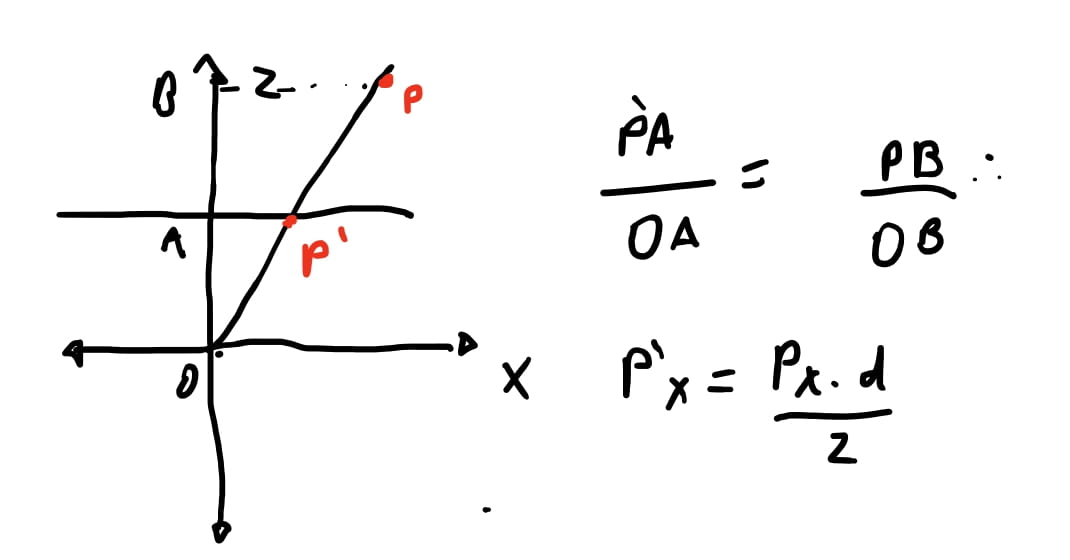 B Z P
P'A / OA = PB / OB ∴
A P'
O X P'x = Px . d / z